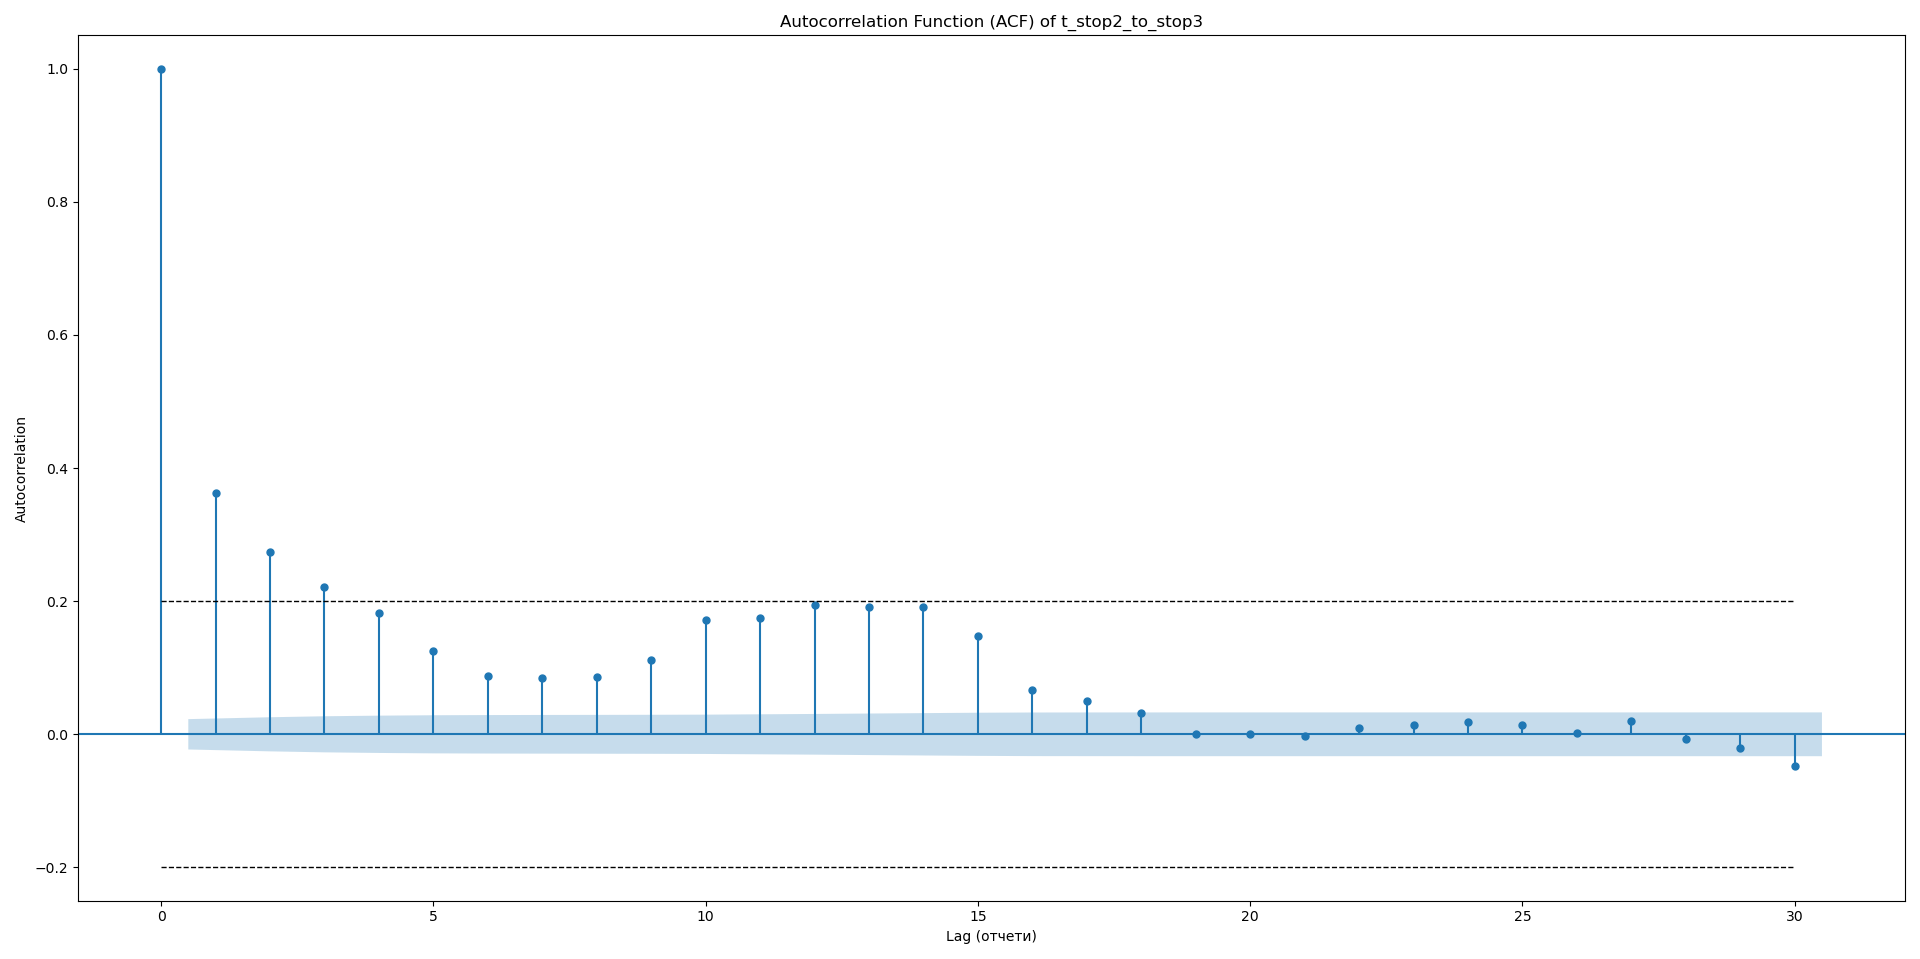 Autocorrelation Function (ACF) of t_stop2_to_stop3
1.0
0.8
0.6
0.4
0.2
0.0
−0.2
Autocorrelation
0 5 10 15 20 25 30
Lag (отчети)